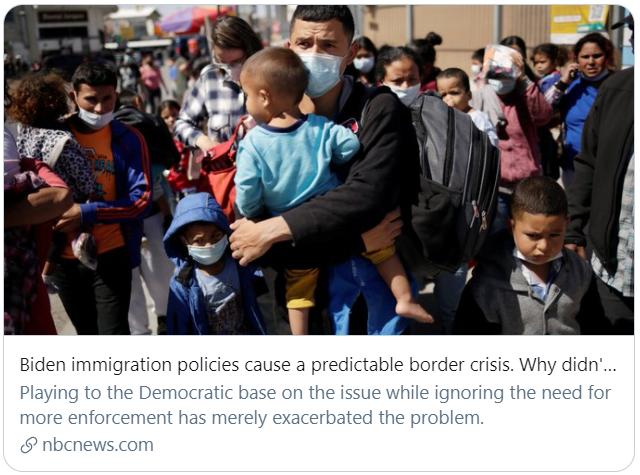 Biden immigration policies cause a predictable border crisis. Why didn'...
Playing to the Democratic base on the issue while ignoring the need for
more enforcement has merely exacerbated the problem.
nbcnews.com